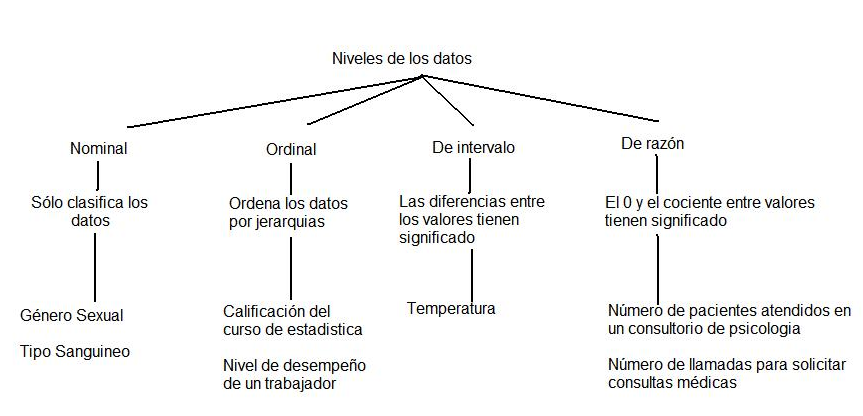 Niveles de los datos
Nominal
Ordinal
De intervalo
De razón
Sólo clasifica los
datos
Ordena los datos
por jerarquias
Las diferencias entre
los valores tienen
significado
El 0 y el cociente entre valores
tienen significado
Género Sexual
Tipo Sanguineo
Calificación del
curso de estadistica
Nivel de desempeño
de un trabajador
Temperatura
Número de pacientes atendidos en
un consultorio de psicologia
Número de llamadas para solicitar
consultas médicas